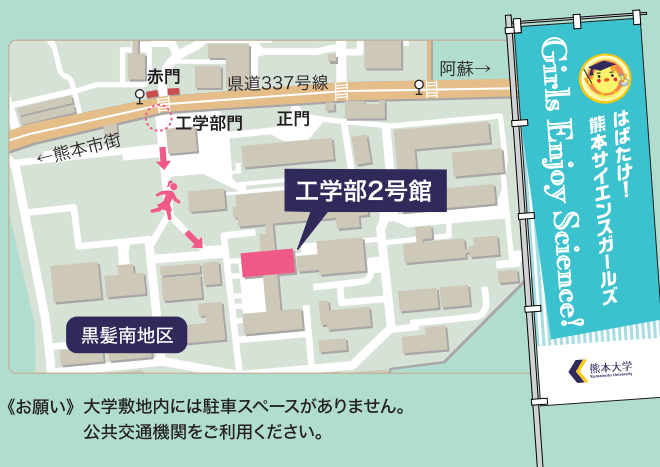 赤門
県道337号線
阿蘇→
工学部門
正門
←熊本市街
工学部2号館
黒髪南地区
《お願い》大学敷地内には駐車スペースがありません。
公共交通機関をご利用ください。
はばたけ!
熊本サイエンスガールズ
Girls Enjoy Science!
熊本大学
Kumamoto University